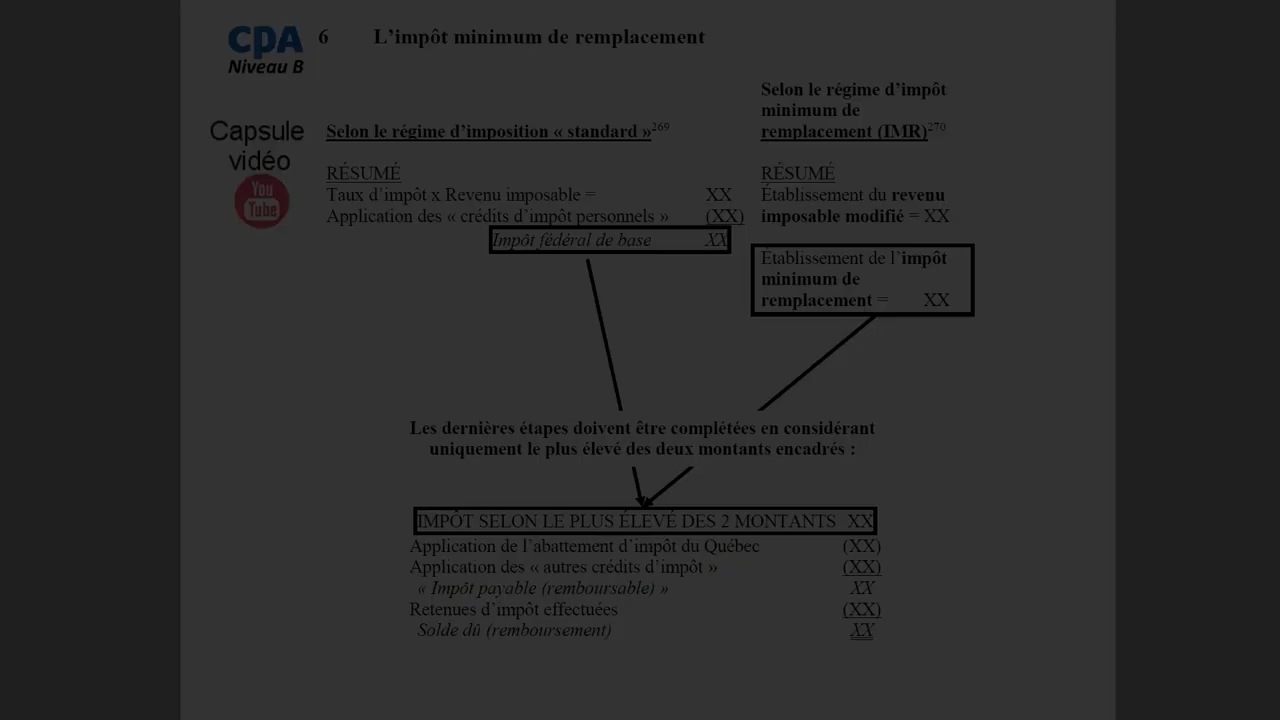 CPA
Niveau B
6 L’impôt minimum de remplacement
Capsule
vidéo
You
Tube
Selon le régime d’imposition « standard »269
RÉSUMÉ
Taux d’impôt x Revenu imposable = XX
Application des « crédits d’impôt personnels » (XX)
Impôt fédéral de base XX
Selon le régime d’impôt
minimum de
remplacement (IMR)270
RÉSUMÉ
Établissement du revenu
imposable modifié = XX
Établissement de l’impôt
minimum de
remplacement = XX
Les dernières étapes doivent être complétées en considérant
uniquement le plus élevé des deux montants encadrés :
IMPÔT SELON LE PLUS ÉLEVÉ DES 2 MONTANTS XX
Application de l’abattement d’impôt du Québec (XX)
Application des « autres crédits d’impôt » (XX)
« Impôt payable (remboursable) » XX
Retenues d’impôt effectuées (XX)
Solde dû (remboursement) XX